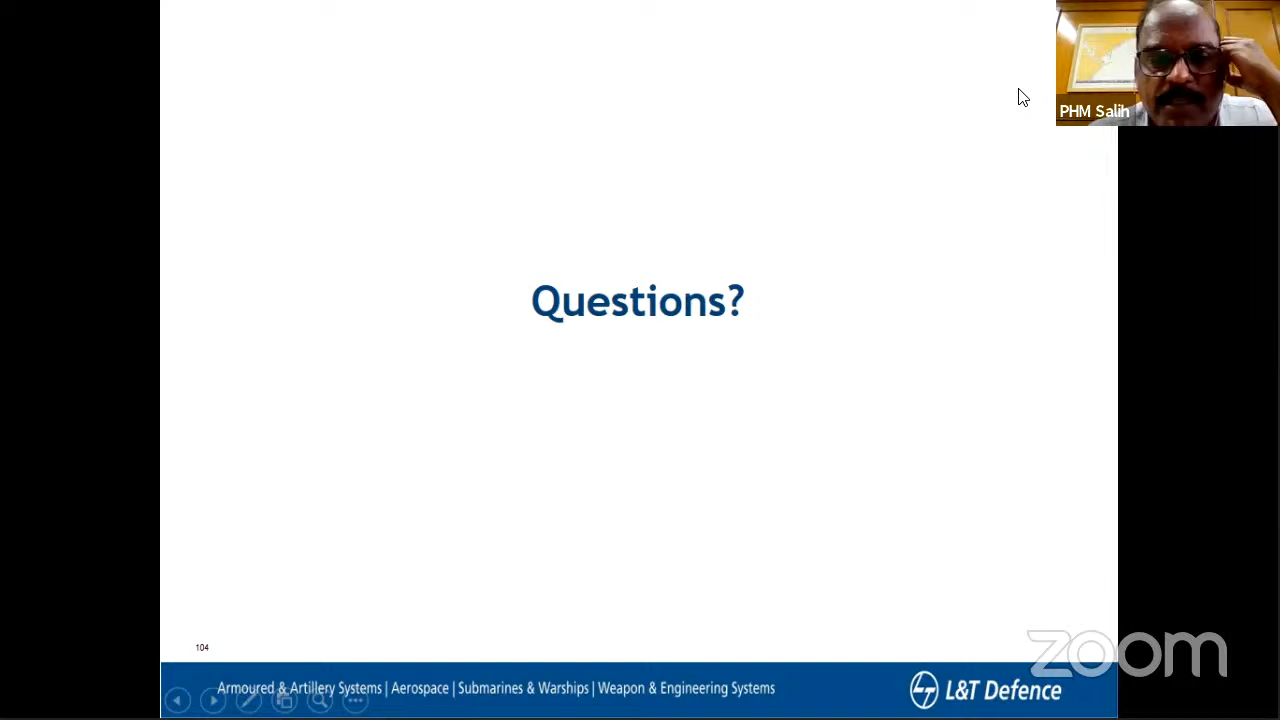 PHM Salih
Questions?
104
zoom
Armoured & Artillery Systems | Aerospace | Submarines & Warships | Weapon & Engineering Systems
L&T Defence